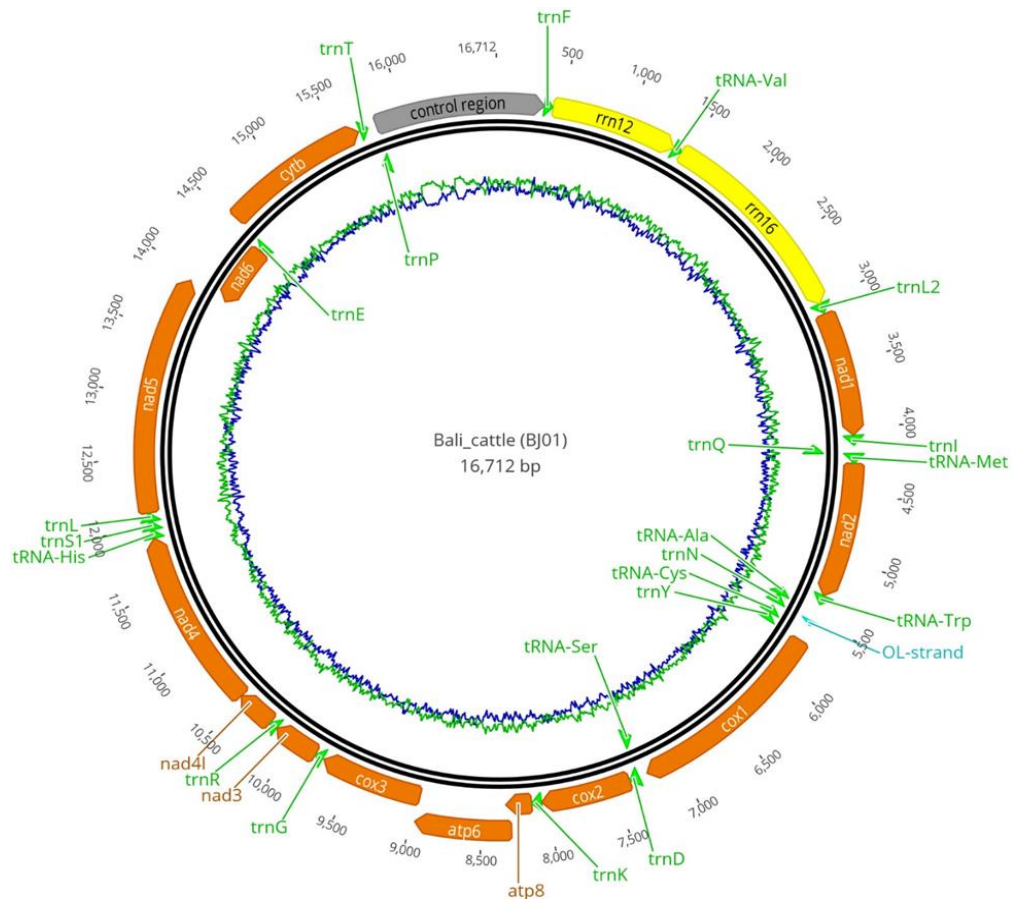 trnF
trnT
16,712
16,000
500
1,000
15,500
control region
tRNA-Val
rrn12
1,500
15,000
cytb
2,000
14,500
rrn16
2,500
trnP
14,000
nad6
3,000
trnL2
trnE
13,500
nad1
3,500
nad5
13,000
4,000
Bali_cattle (BJ01)
trnQ
trnI
16,712 bp
tRNA-Met
12,500
nad2
4,500
trnL
tRNA-Ala
trnS1
12,000
trnN
tRNA-His
tRNA-Cys
5,000
trnY
11,500
tRNA-Trp
nad4
tRNA-Ser
5,500
OL-strand
11,000
6,000
cox1
10,500
nad4l
6,500
trnR
10,000
nad3
cox3
cox2
7,000
trnG
9,500
atp6
7,500
9,000
8,500
8,000
trnD
trnK
atp8